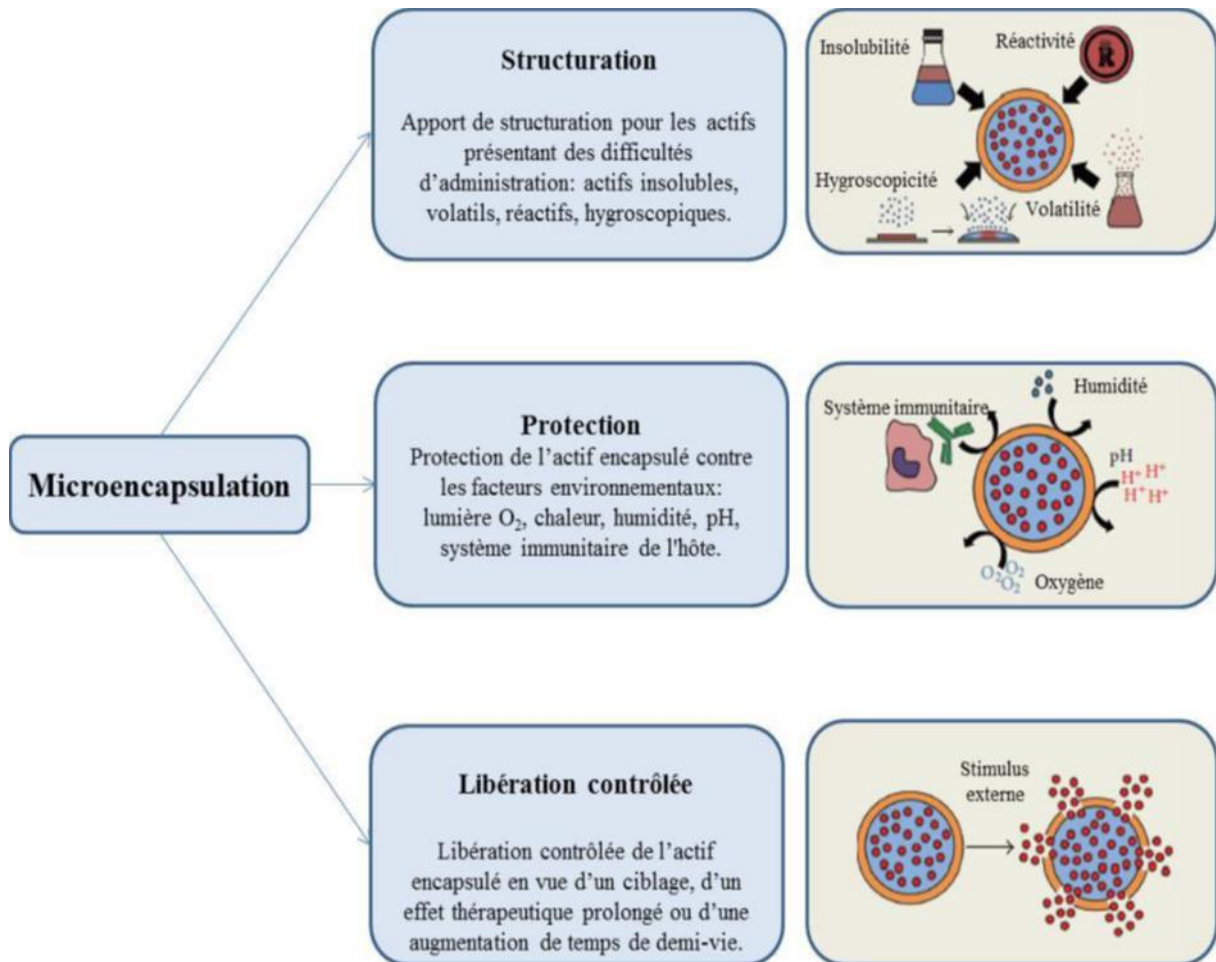 Microencapsulation
Structuration
Apport de structuration pour les actifs
présentant des difficultés
d’administration: actifs insolubles,
volatils, réactifs, hygroscopiques.
Insolubilité
Réactivité
R
Hygroscopicité
Volatilité
Protection
Protection de l’actif encapsulé contre
les facteurs environnementaux:
lumière O₂, chaleur, humidité, pH,
système immunitaire de l'hôte.
Système immunitaire
Humidité
pH
H⁺ H⁺
H⁺ H⁺
O₂ O₂
O₂
Oxygène
Libération contrôlée
Libération contrôlée de l’actif
encapsulé en vue d’un ciblage, d’un
effet thérapeutique prolongé ou d’une
augmentation de temps de demi-vie.
Stimulus
externe